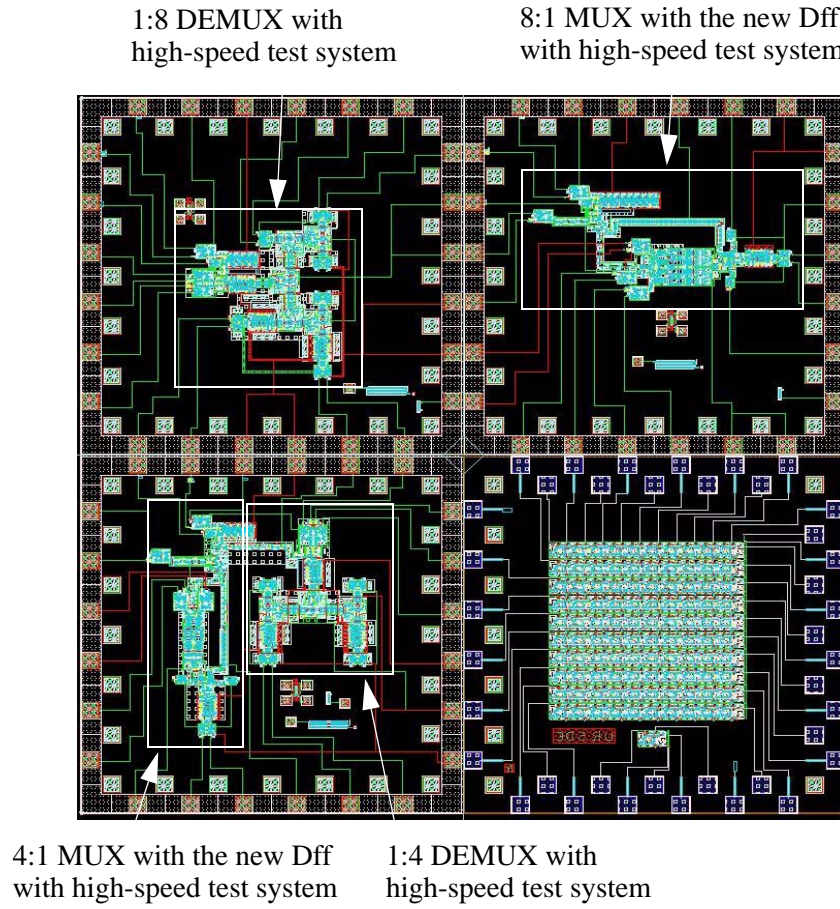 1:8 DEMUX with
high-speed test system
8:1 MUX with the new Dff
with high-speed test system
4:1 MUX with the new Dff
with high-speed test system
1:4 DEMUX with
high-speed test system